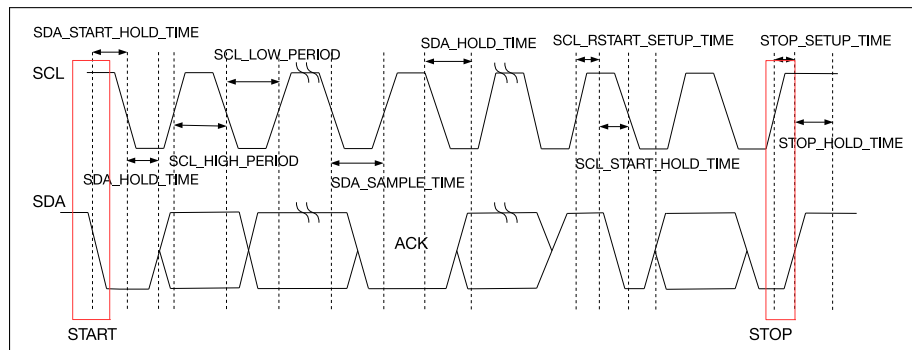 SDA_START_HOLD_TIME
SCL_LOW_PERIOD
SDA_HOLD_TIME
SCL_RSTART_SETUP_TIME
STOP_SETUP_TIME
SCL
SCL_HIGH_PERIOD
SDA_HOLD_TIME
SDA_SAMPLE_TIME
SCL_START_HOLD_TIME
STOP_HOLD_TIME
SDA
ACK
START
STOP